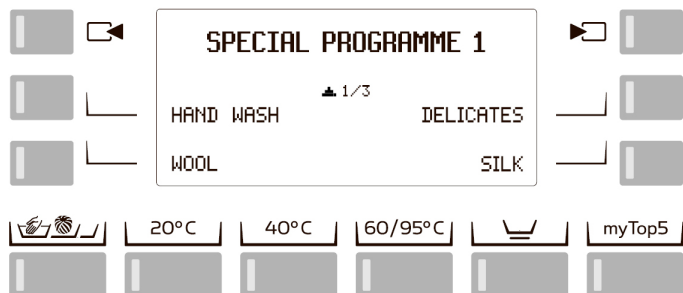 SPECIAL PROGRAMME 1
1/3
HAND WASH DELICATES
WOOL SILK
20°C 40°C 60/95°C myTop5